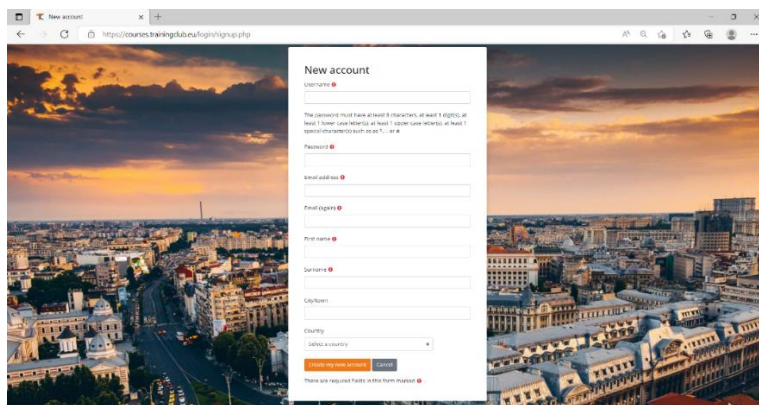 New account
https://courses.trainingclub.eu/login/signup.php
New account
Username
The password must have at least 8 characters, at least 1 digit(s), at
least 1 lower case letter(s), at least 1 upper case letter(s), at least 1
special character(s) such as as *, -, or #
Password
Email address
Email (again)
First name
Surname
City/town
Country
Select a country
Create my new account
Cancel
There are required fields in this form marked